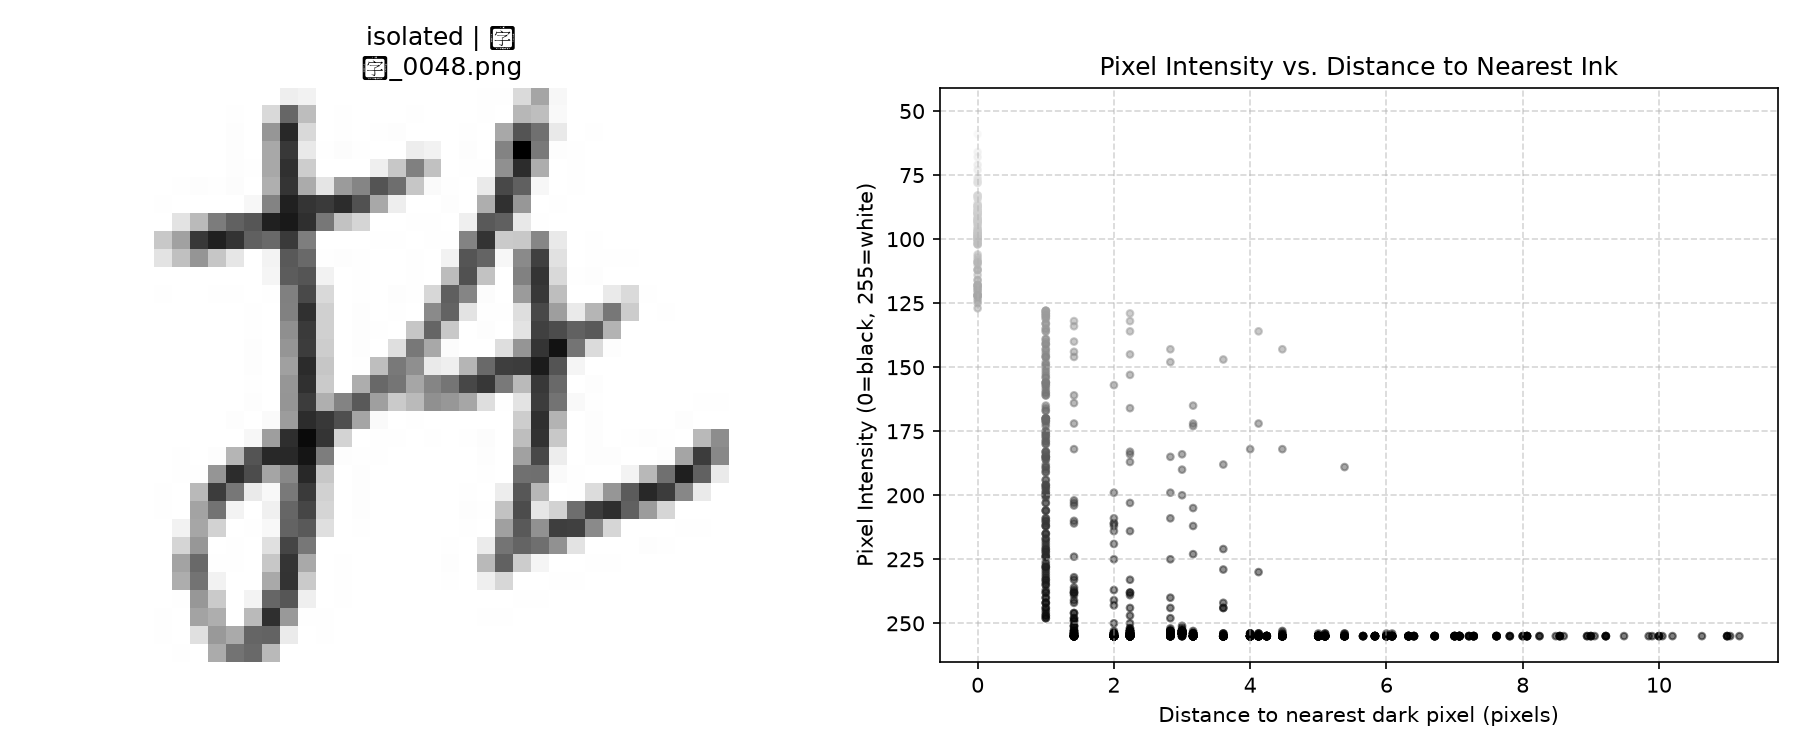 isolated |
_0048.png
托
Pixel Intensity vs. Distance to Nearest Ink
Pixel Intensity (0=black, 255=white)
50
75
100
125
150
175
200
225
250
0 2 4 6 8 10
Distance to nearest dark pixel (pixels)